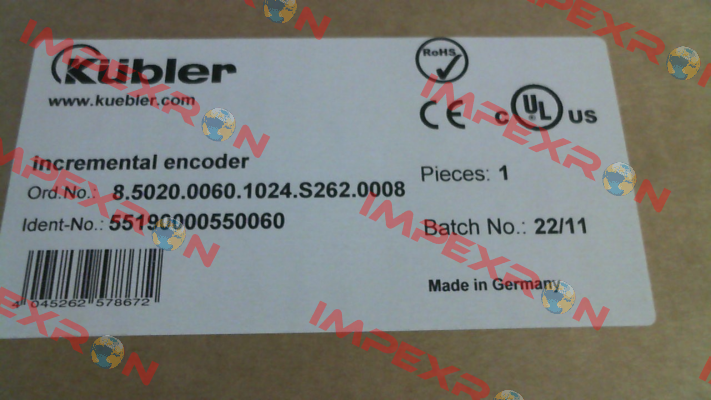 Kübler
www.kuebler.com
RoHS
CE
c UL US
incremental encoder
Ord.No.: 8.5020.0060.1024.S262.0008
Ident-No.: 55190000550060
Pieces: 1
Batch No.: 22/11
Made in Germany
4 045262 578672
IMPEXRON
IMPEXRON
IMPEXRON
IMPEXRON
IMPEXRON
IMPEXRON
IMPEXRON